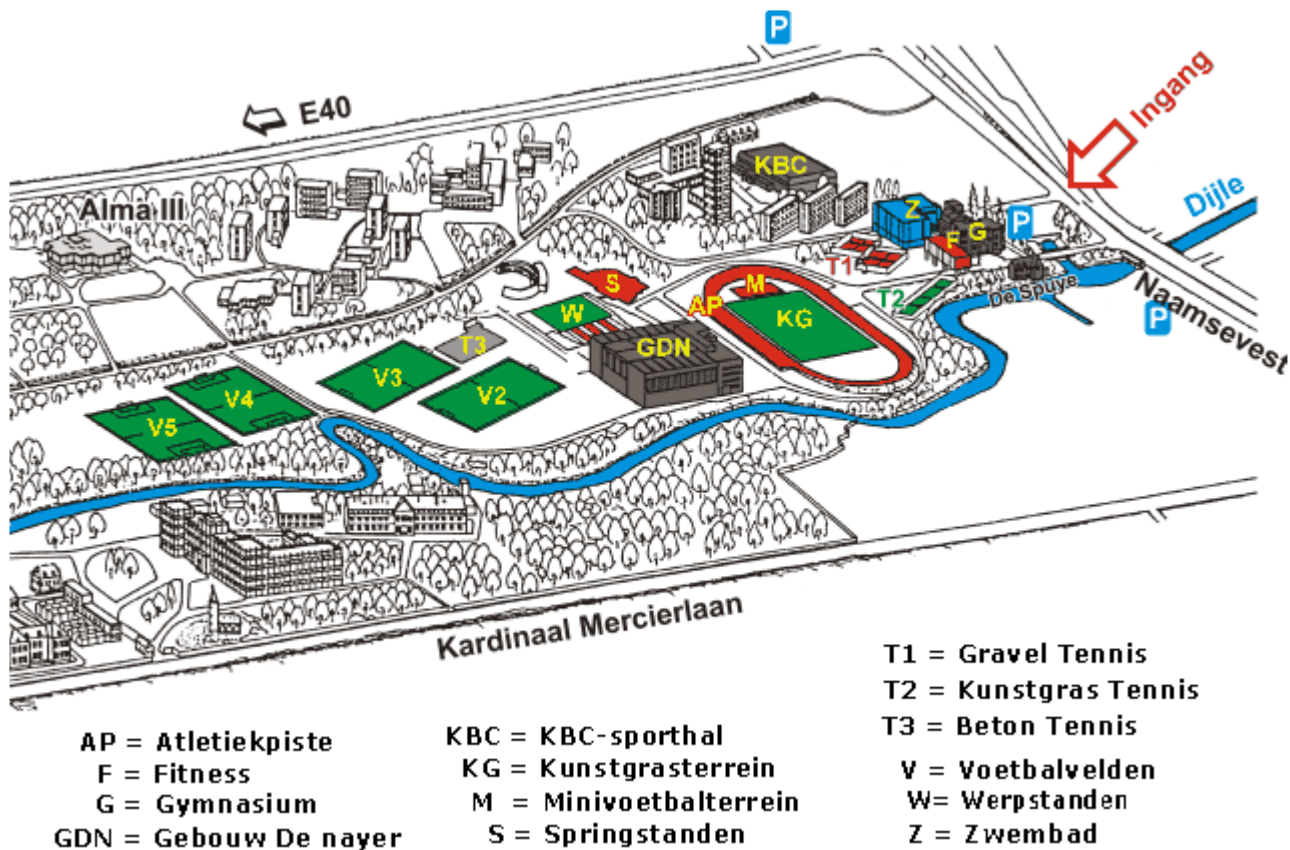 P
E40
Ingang
KBC
Alma III
Z
Dijle
P
F
G
T1
S
M
De Spuye
Naamsevest
AP
T2
P
W
KG
T3
GDN
V3
V2
V4
V5
Kardinaal Mercierlaan
AP = Atletiekpiste
F = Fitness
G = Gymnasium
GDN = Gebouw De nayer
KBC = KBC-sporthal
KG = Kunstgrasterrein
M = Minivoetbalterrein
S = Springstanden
T1 = Gravel Tennis
T2 = Kunstgras Tennis
T3 = Beton Tennis
V = Voetbalvelden
W= Werpstanden
Z = Zwembad